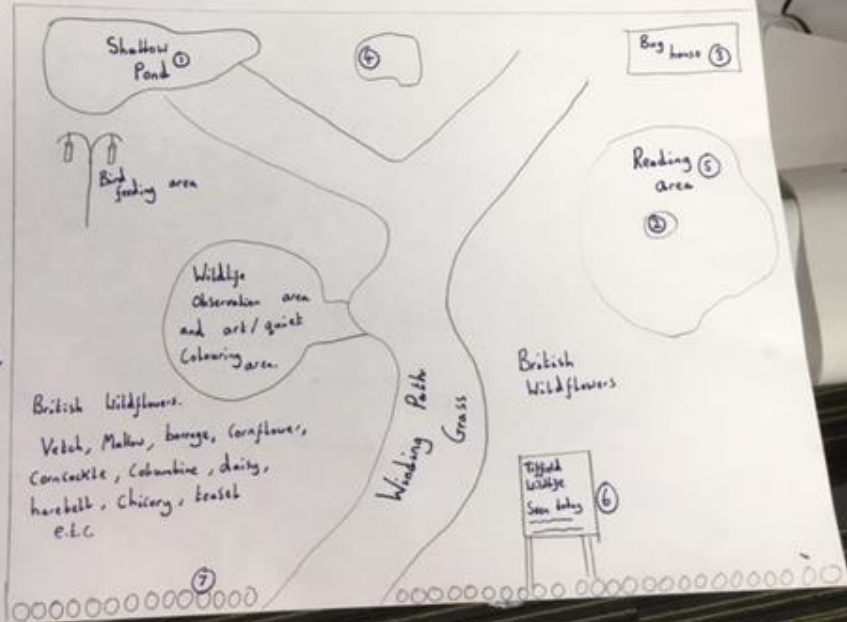 Shallow ①
Pond
④
Bug
house ③
Bird
feeding area
Reading ⑤
area
②
Wildlife
Observation area
and art/quiet
Colouring area.
British Wildflowers.
Vetch, Mallow, borrage, Cornflower,
Corncockle, Columbine, daisy,
harebell, Chicory, teasel
e.t.c
Winding Path
Grass
British
Wildflowers
Tiffield
Wildlife
Seen today
⑥
⑦